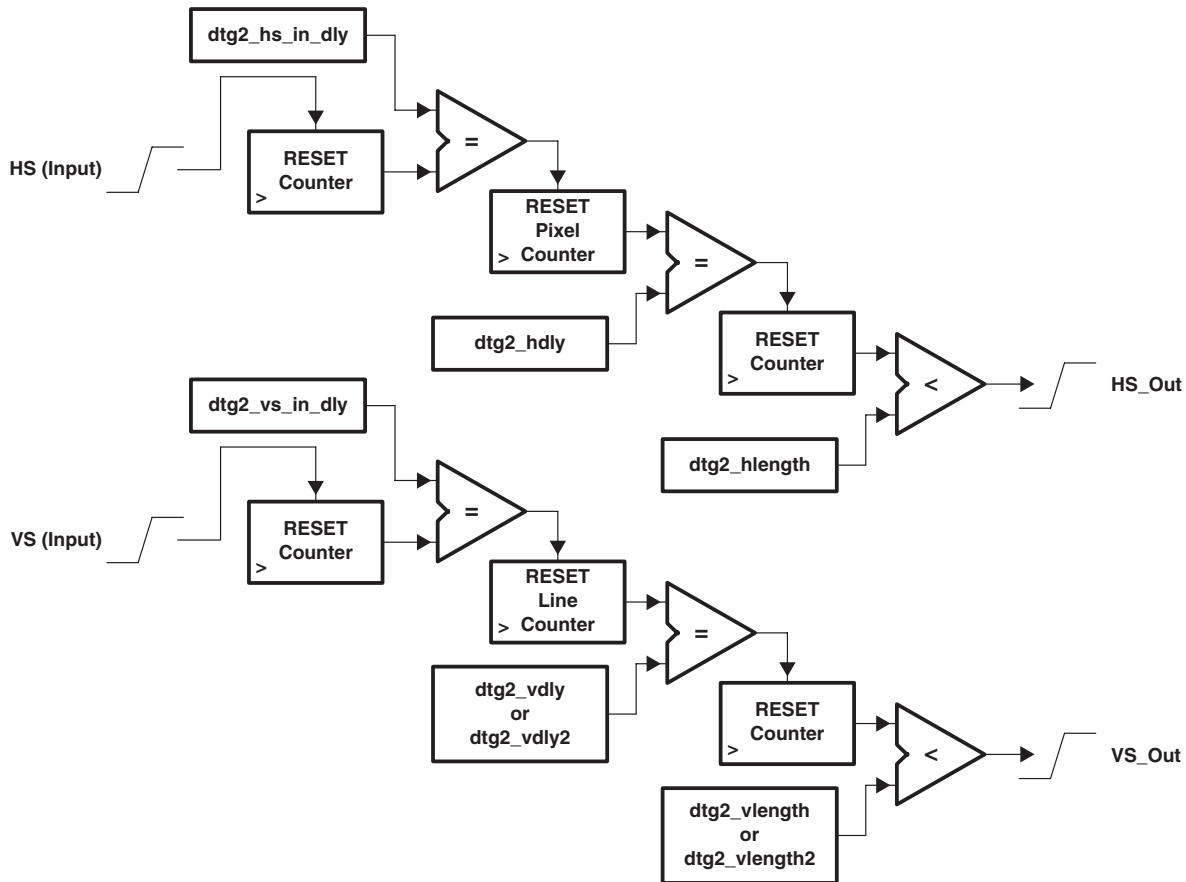 dtg2_hs_in_dly
HS (Input)
RESET
Counter
>
=
RESET
Pixel
Counter
>
=
dtg2_hdly
RESET
Counter
>
<
HS_Out
dtg2_hlength
dtg2_vs_in_dly
VS (Input)
RESET
Counter
>
=
RESET
Line
Counter
>
=
dtg2_vdly
or
dtg2_vdly2
RESET
Counter
>
<
VS_Out
dtg2_vlength
or
dtg2_vlength2